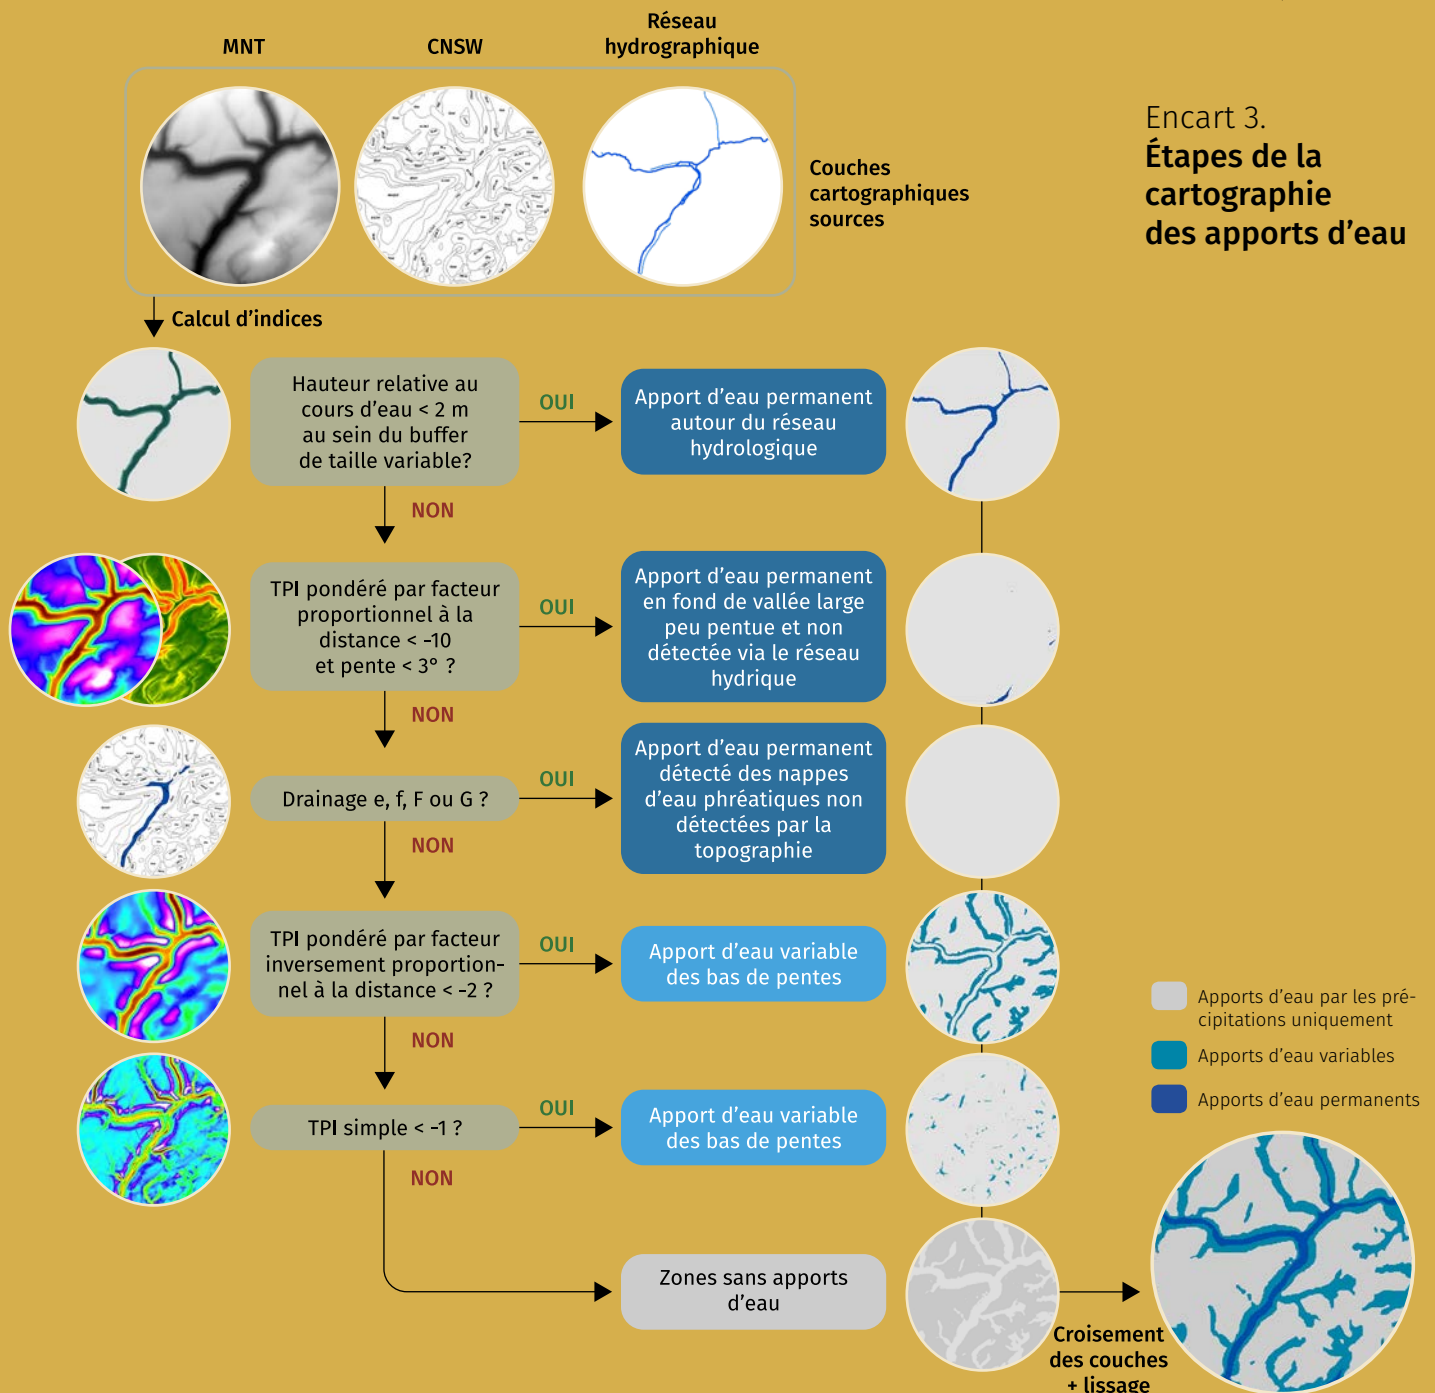 MNT
CNSW
Réseau
hydrographique
Encart 3.
Étapes de la
cartographie
des apports d'eau
Couches
cartographiques
sources
Calcul d'indices
Hauteur relative au
cours d'eau < 2 m
au sein du buffer
de taille variable?
OUI
Apport d'eau permanent
autour du réseau
hydrologique
NON
TPI pondéré par facteur
proportionnel à la
distance < -10
et pente < 3° ?
OUI
Apport d'eau permanent
en fond de vallée large
peu pentue et non
détectée via le réseau
hydrique
NON
Drainage e, f, F ou G ?
OUI
Apport d'eau permanent
détecté des nappes
d'eau phréatiques non
détectées par la
topographie
NON
TPI pondéré par facteur
inversement proportion-
nel à la distance < -2 ?
OUI
Apport d'eau variable
des bas de pentes
NON
TPI simple < -1 ?
OUI
Apport d'eau variable
des bas de pentes
NON
Zones sans apports
d'eau
Apports d'eau par les pré-
cipitations uniquement
Apports d'eau variables
Apports d'eau permanents
Croisement
des couches
+ lissage